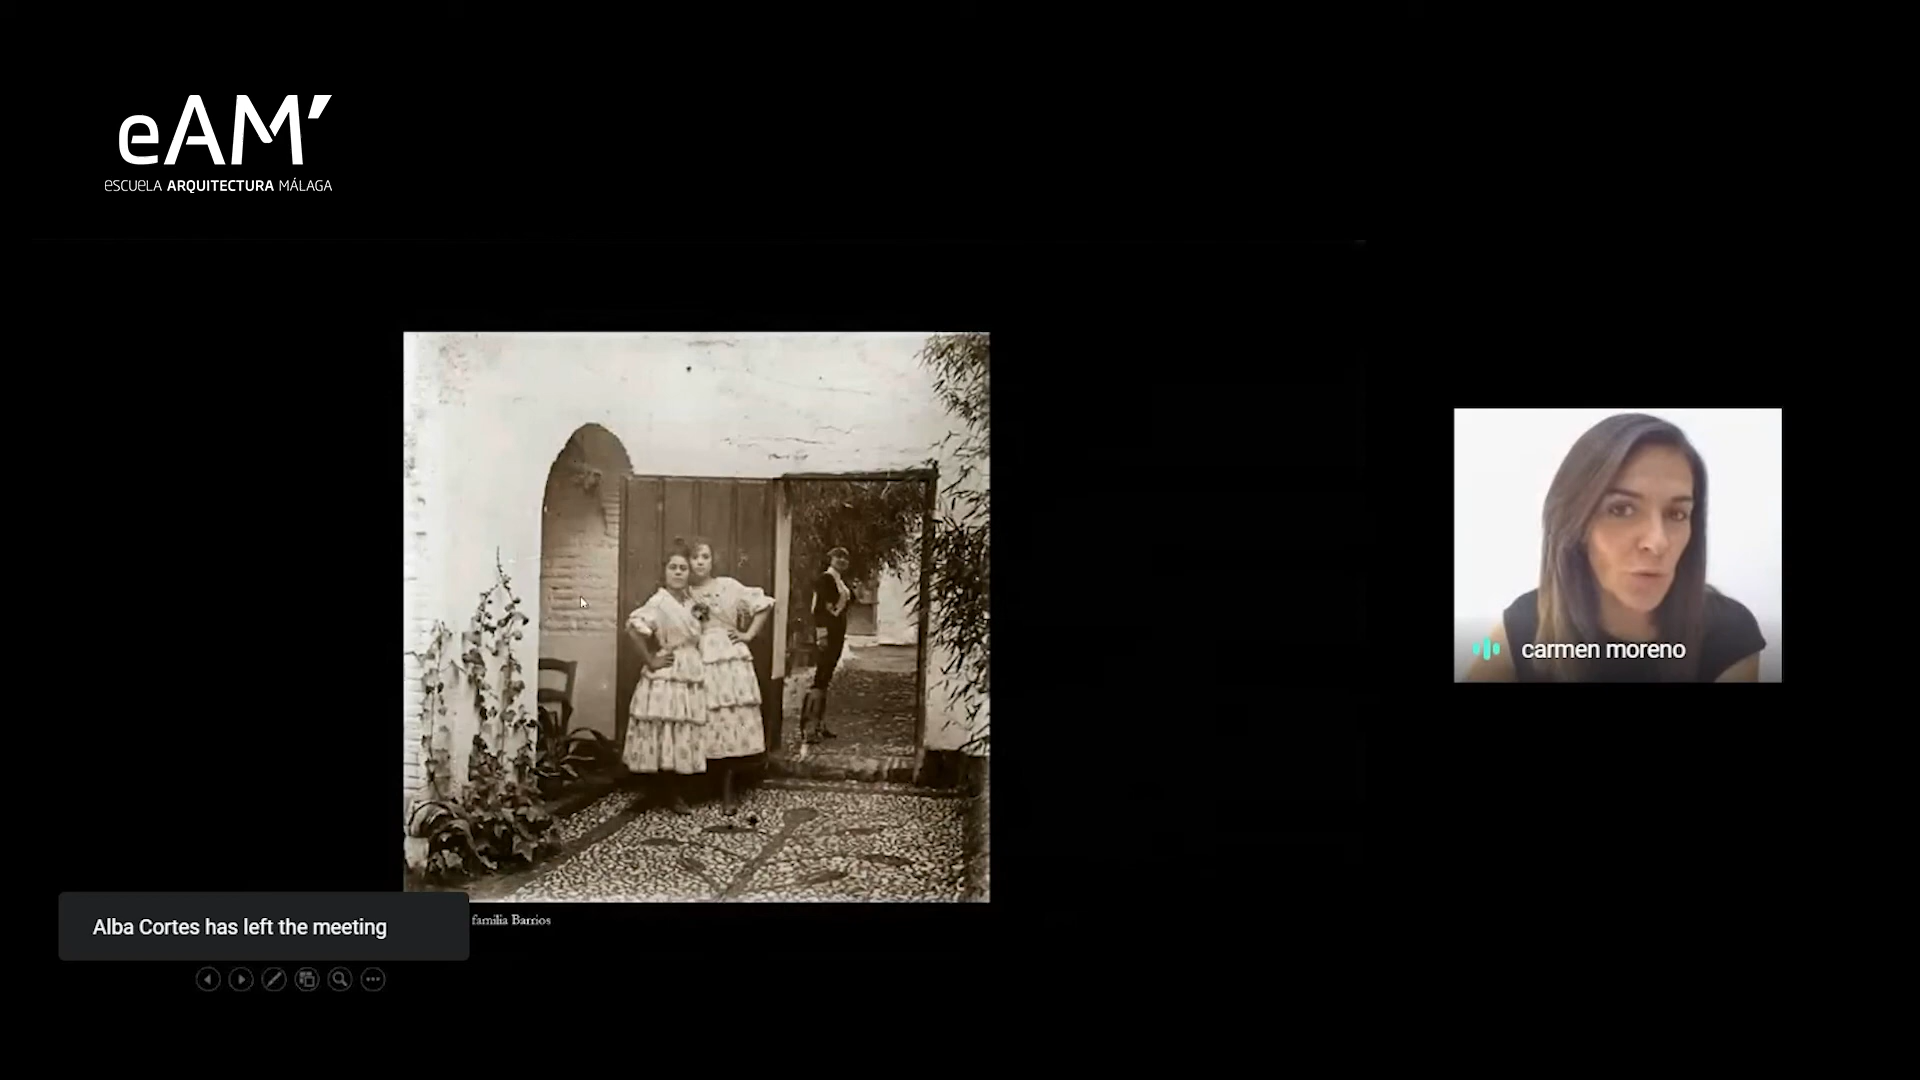 eAM'
ESCUELA ARQUITECTURA MÁLAGA
carmen moreno
familia Barrios
Alba Cortes has left the meeting